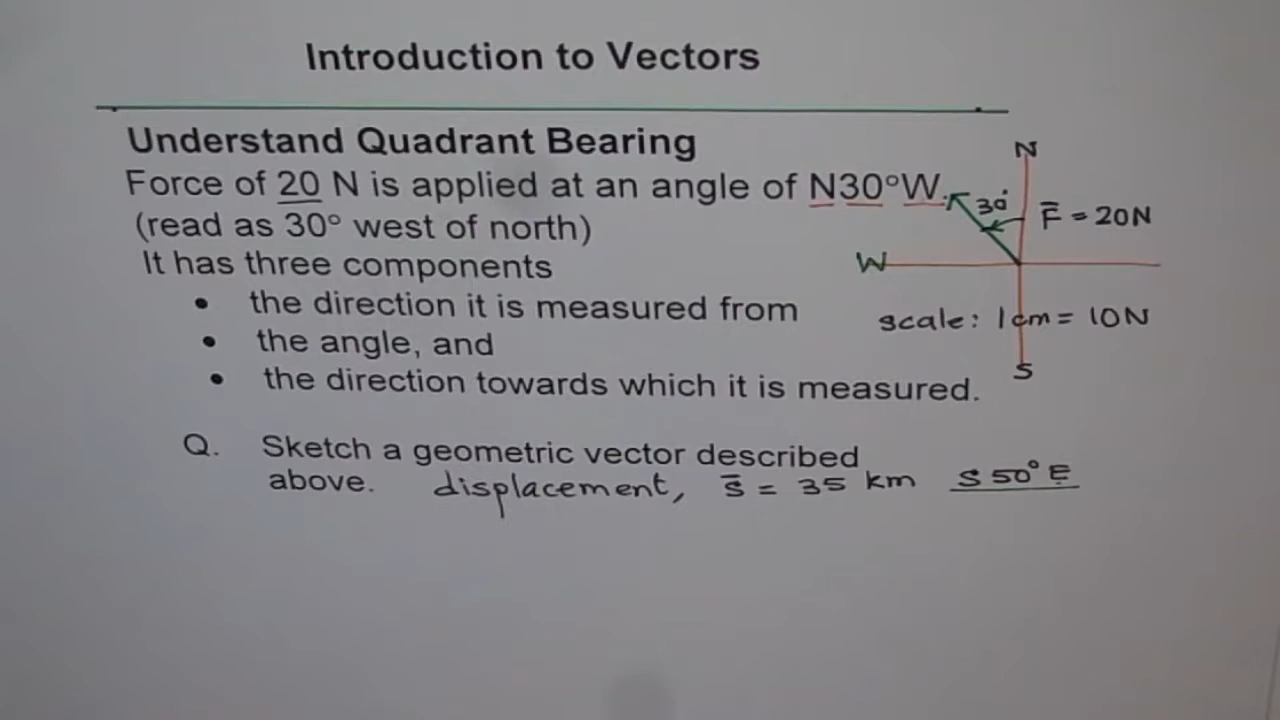 Introduction to Vectors
Understand Quadrant Bearing
Force of 20 N is applied at an angle of N30°W.
(read as 30° west of north)
It has three components
• the direction it is measured from
• the angle, and
• the direction towards which it is measured.
N
30°
F̅ = 20N
W
scale: 1cm = 10N
S
Q. Sketch a geometric vector described
above. displacement, s̅ = 35 km S50°E